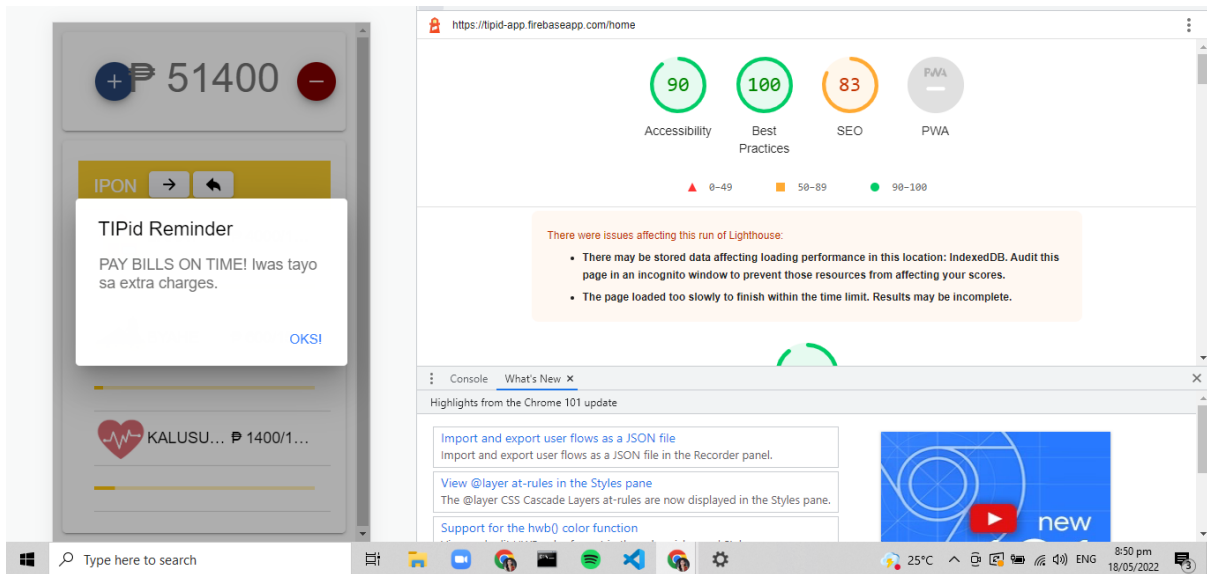 ₱ 51400
IPON
TIPid Reminder
PAY BILLS ON TIME! Iwas tayo
sa extra charges.
OKS!
KALUSU... ₱ 1400/1...
https://tipid-app.firebaseapp.com/home
90
100
83
PWA
Accessibility
Best
Practices
SEO
PWA
0–49
50–89
90–100
There were issues affecting this run of Lighthouse:
• There may be stored data affecting loading performance in this location: IndexedDB. Audit this
page in an incognito window to prevent those resources from affecting your scores.
• The page loaded too slowly to finish within the time limit. Results may be incomplete.
Console What's New ×
Highlights from the Chrome 101 update
Import and export user flows as a JSON file
Import and export user flows as a JSON file in the Recorder panel.
View @layer at-rules in the Styles pane
The @layer CSS Cascade Layers at-rules are now displayed in the Styles pane.
Support for the hwb() color function
new
Type here to search
25°C
ENG
8:50 pm
18/05/2022
3